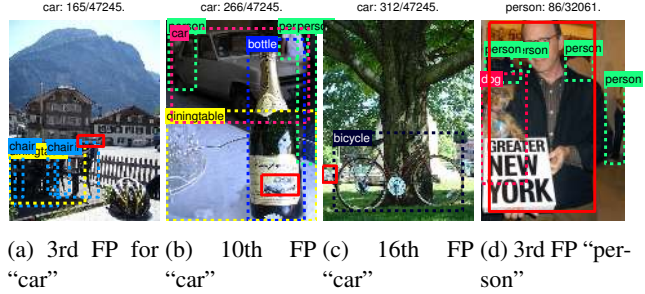 car: 165/47245. car: 266/47245. car: 312/47245. person: 86/32061.
person person person
car
bottle
person person person
dog
person
diningtable
bicycle
chair chair
GREATER
NEW
YORK
(a) 3rd FP for (b) 10th FP (c) 16th FP (d) 3rd FP “per-
“car” “car” “car” son”